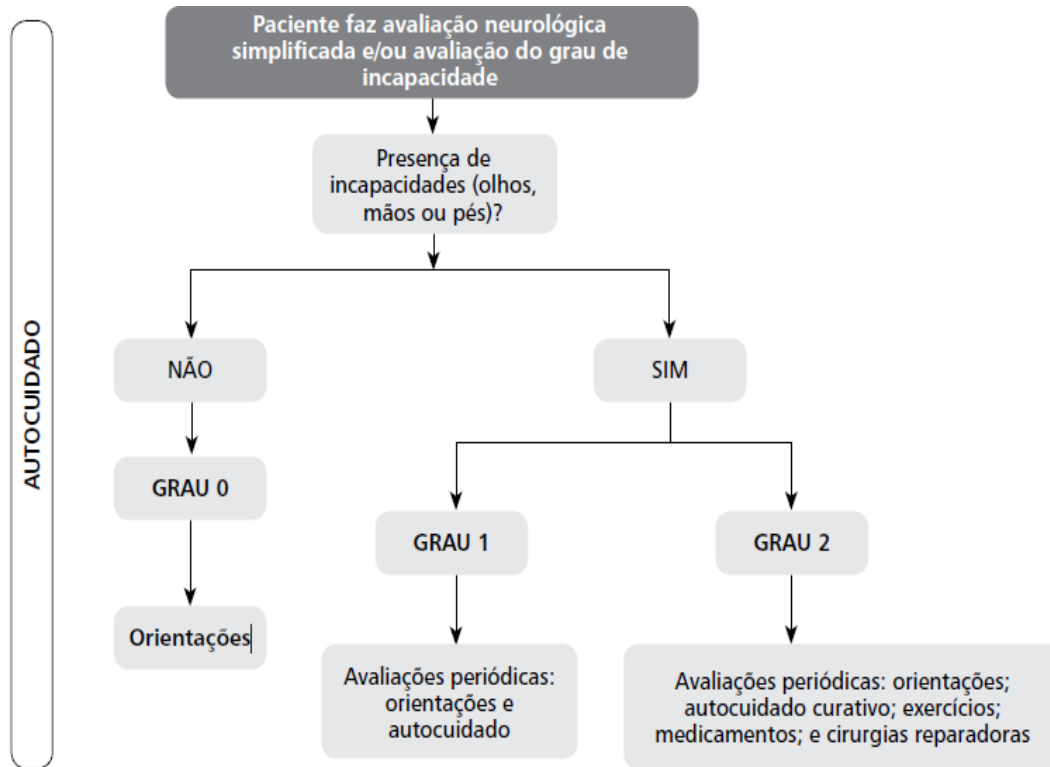 AUTOCUIDADO
Paciente faz avaliação neurológica
simplificada e/ou avaliação do grau de
incapacidade
Presença de
incapacidades (olhos,
mãos ou pés)?
NÃO
SIM
GRAU 0
GRAU 1
GRAU 2
Orientações
Avaliações periódicas:
orientações e
autocuidado
Avaliações periódicas: orientações;
autocuidado curativo; exercícios;
medicamentos; e cirurgias reparadoras